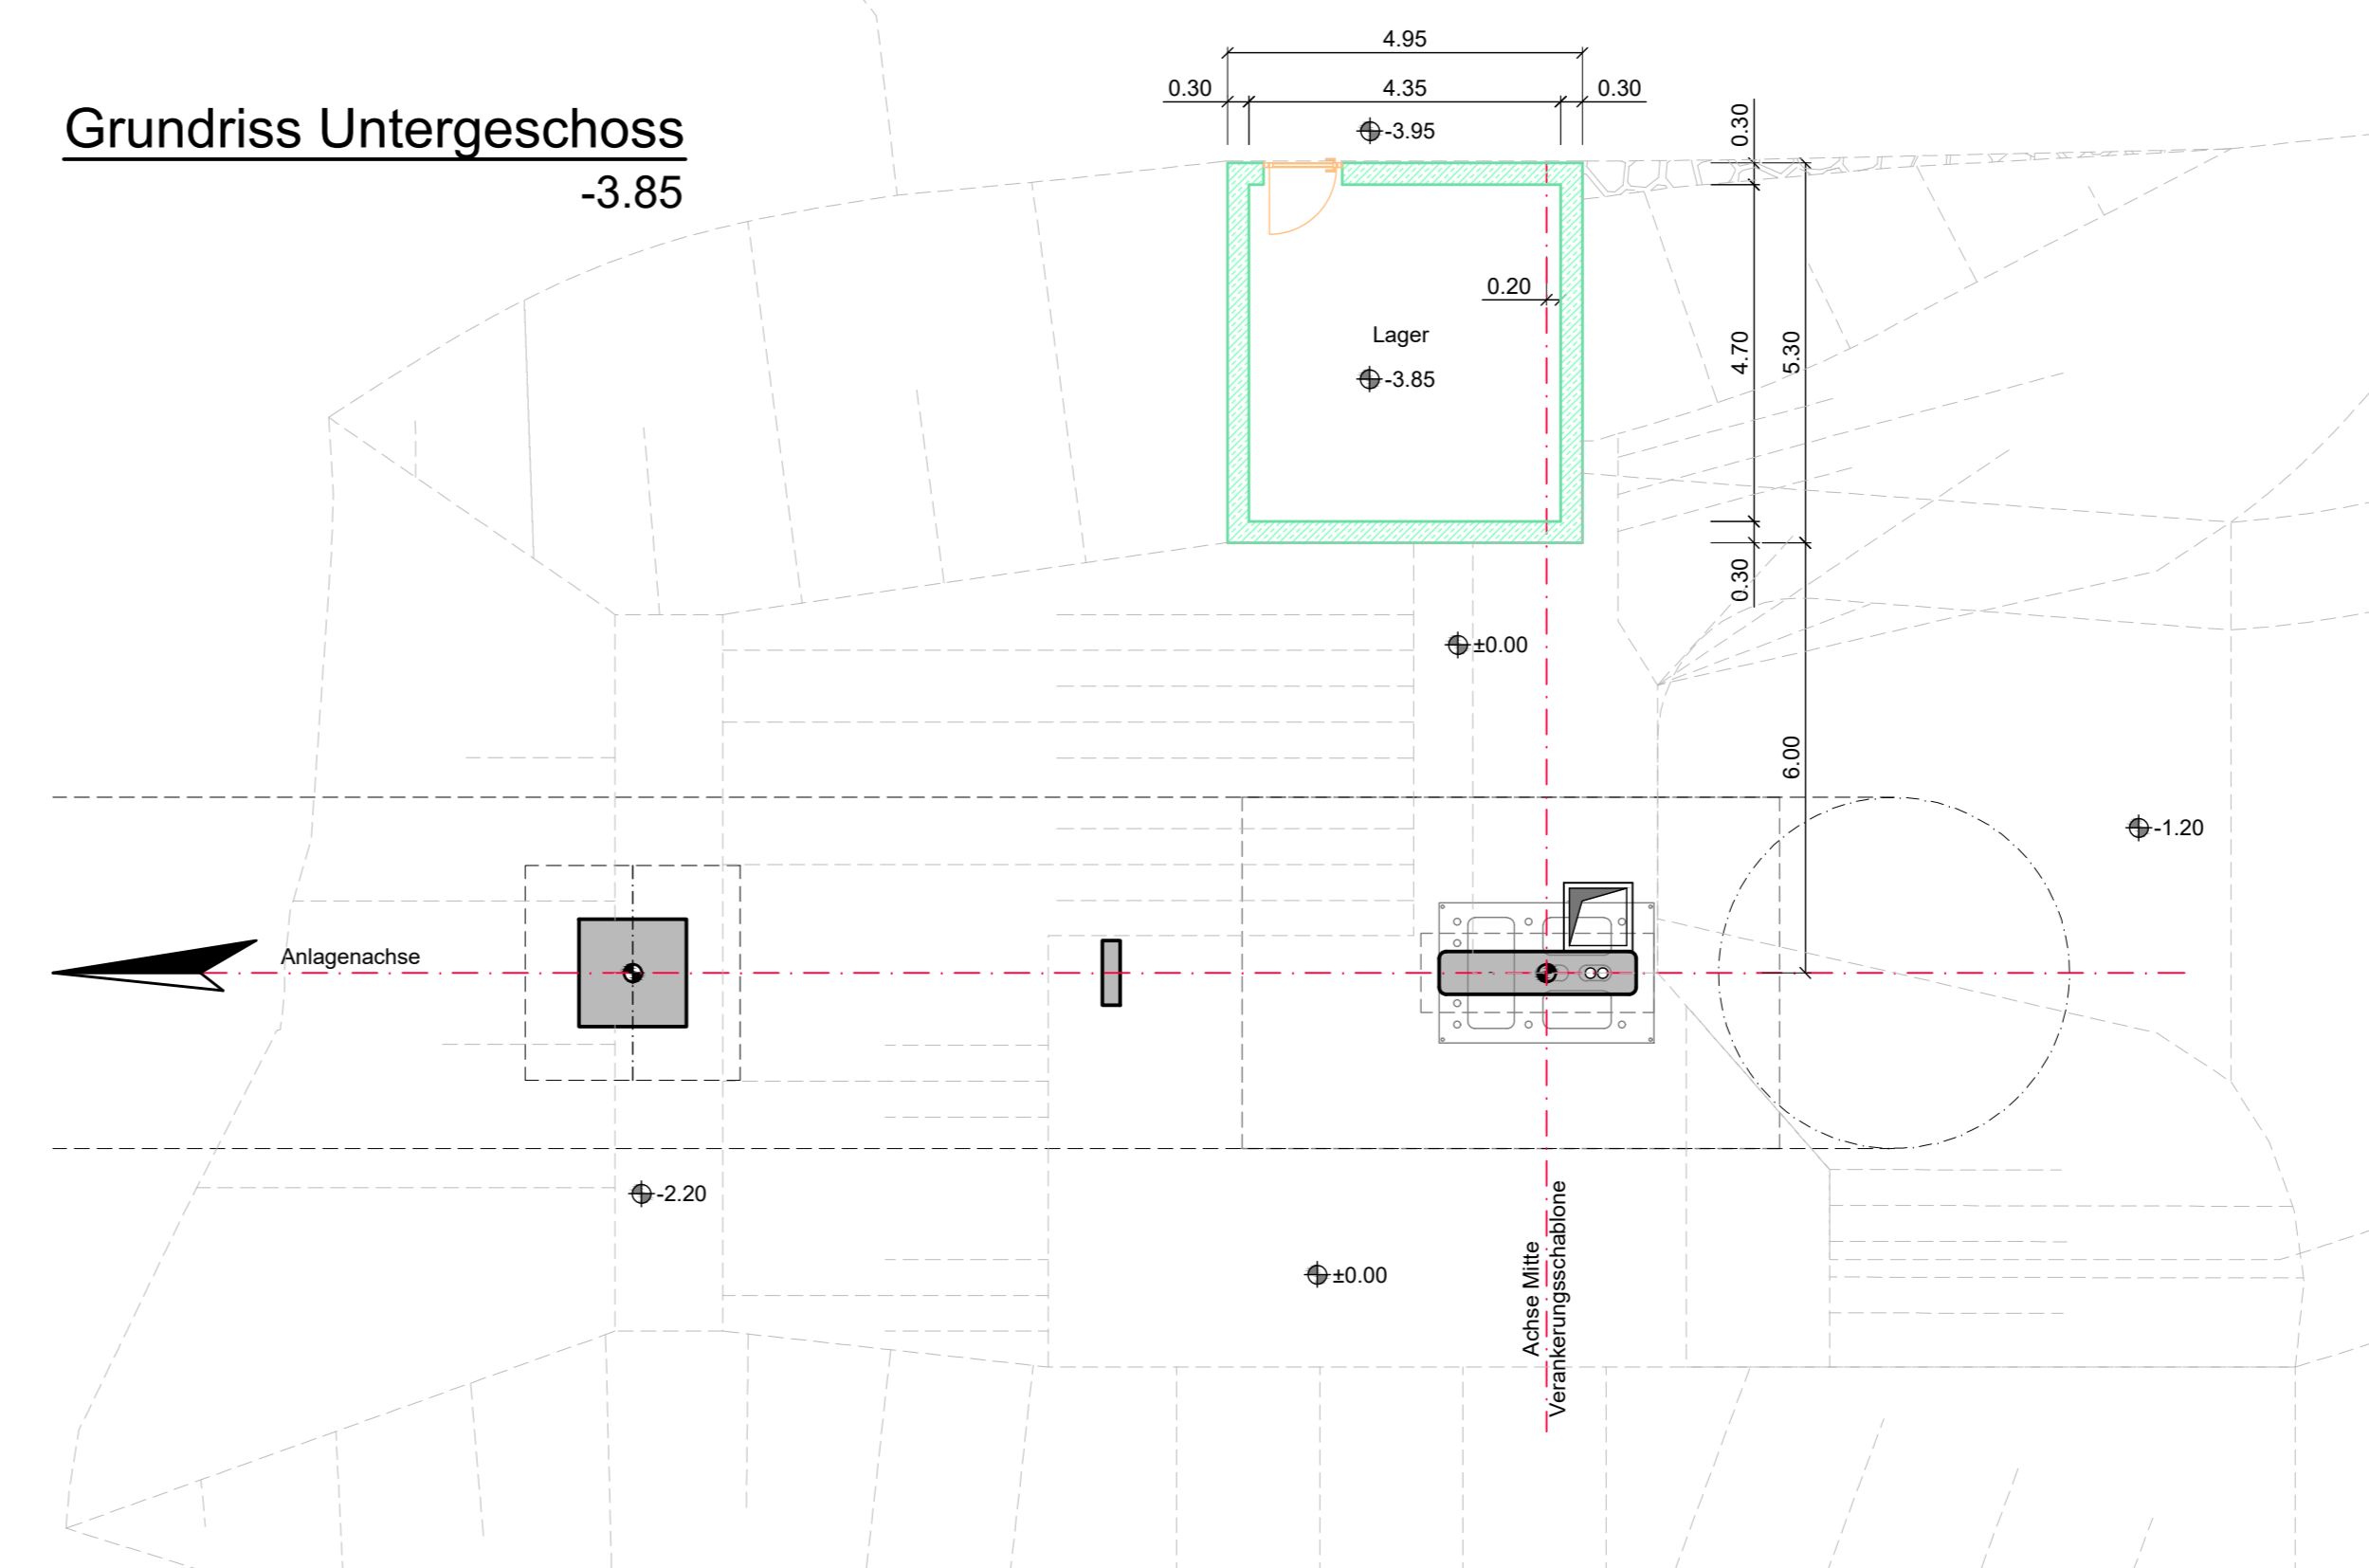 4.95
0.30 4.35 0.30
Grundriss Untergeschoss
-3.85
-3.95
0.30
0.20
Lager
-3.85
4.70
5.30
0.30
±0.00
6.00
-1.20
Anlagenachse
-2.20
±0.00
Achse Mitte
Verankerungsschablone